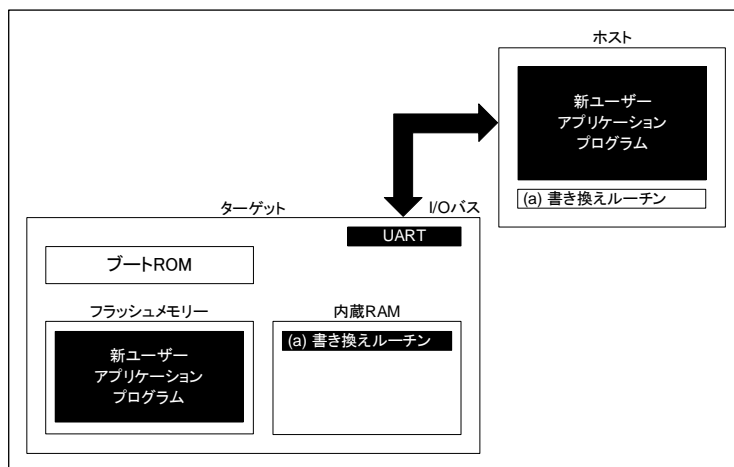 ホスト
新ユーザー
アプリケーション
プログラム
(a) 書き換えルーチン
ターゲット
I/Oバス
UART
ブートROM
フラッシュメモリー
新ユーザー
アプリケーション
プログラム
内蔵RAM
(a) 書き換えルーチン